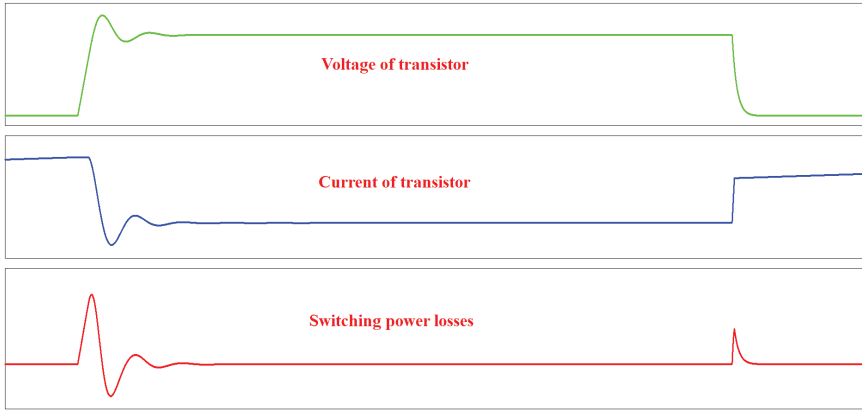 Voltage of transistor
Current of transistor
Switching power losses